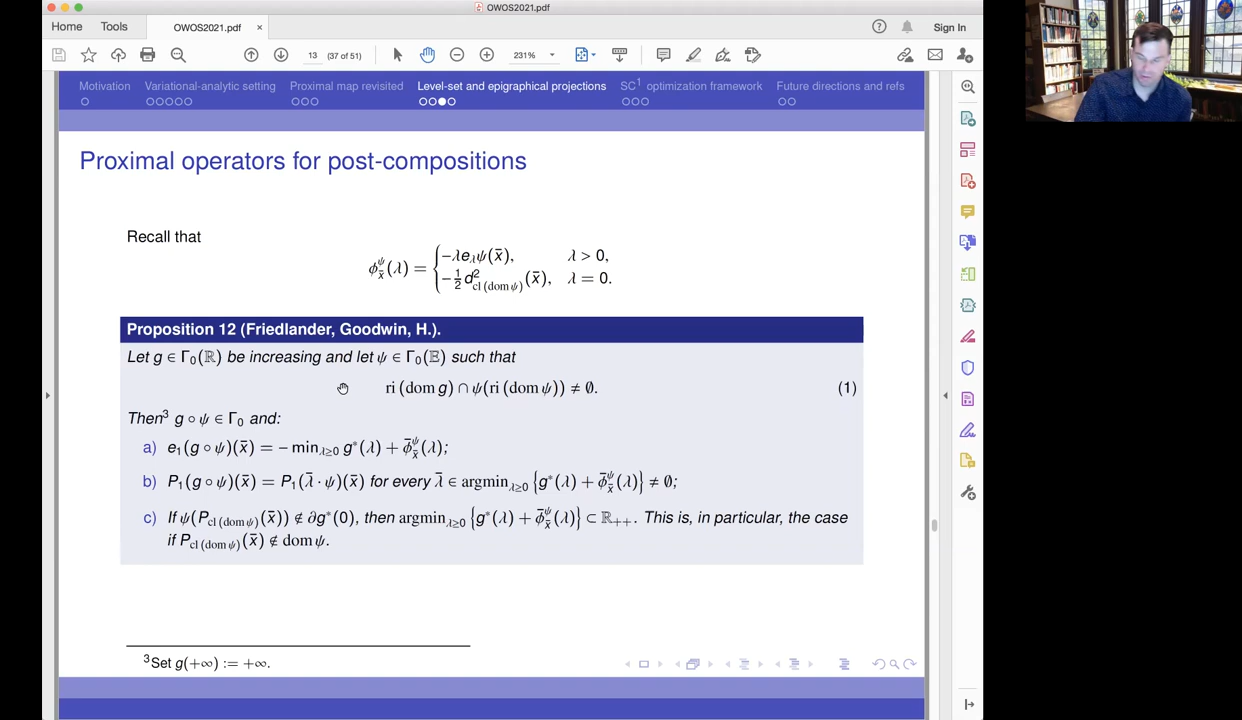 OWOS2021.pdf
Home Tools OWOS2021.pdf × Sign In
13 (37 of 51) 231%
Motivation Variational-analytic setting Proximal map revisited Level-set and epigraphical projections SC¹ optimization framework Future directions and refs
Proximal operators for post-compositions
Recall that
ϕ_x̄^ψ(λ) = { −λe_λψ(x̄), λ > 0,
−½d²_cl (dom ψ)(x̄), λ = 0.
Proposition 12 (Friedlander, Goodwin, H.).
Let g ∈ Γ₀(ℝ) be increasing and let ψ ∈ Γ₀(𝔼) such that
ri (dom g) ∩ ψ(ri (dom ψ)) ≠ ∅. (1)
Then³ g ∘ ψ ∈ Γ₀ and:
a) e₁(g ∘ ψ)(x̄) = − min_λ≥0 g*(λ) + ϕ̄_x̄^ψ(λ);
b) P₁(g ∘ ψ)(x̄) = P₁(λ̄ · ψ)(x̄) for every λ̄ ∈ argmin_λ≥0 {g*(λ) + ϕ̄_x̄^ψ(λ)} ≠ ∅;
c) If ψ(P_cl (dom ψ)(x̄)) ∉ ∂g*(0), then argmin_λ≥0 {g*(λ) + ϕ̄_x̄^ψ(λ)} ⊂ ℝ₊₊. This is, in particular, the case
if P_cl (dom ψ)(x̄) ∉ dom ψ.
³Set g(+∞) := +∞.